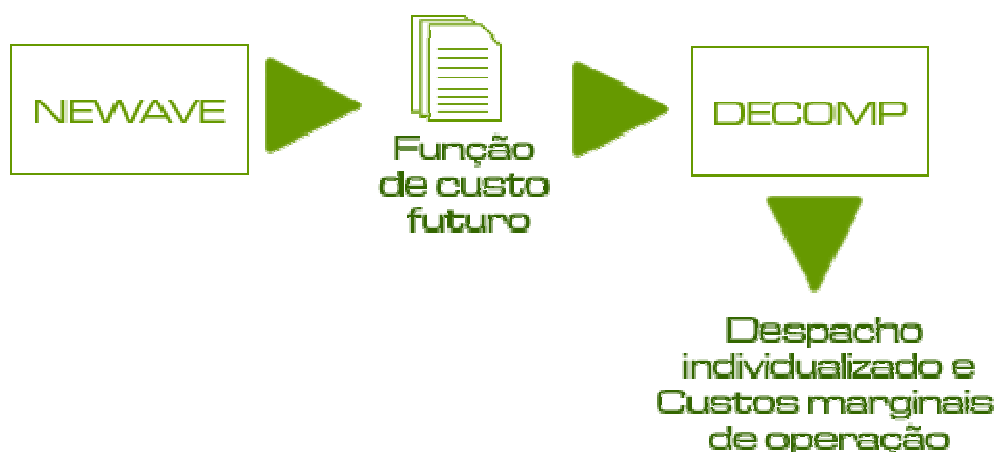 NEWAVE
Função
de custo
futuro
DECOMP
Despacho
individualizado e
Custos marginais
de operação